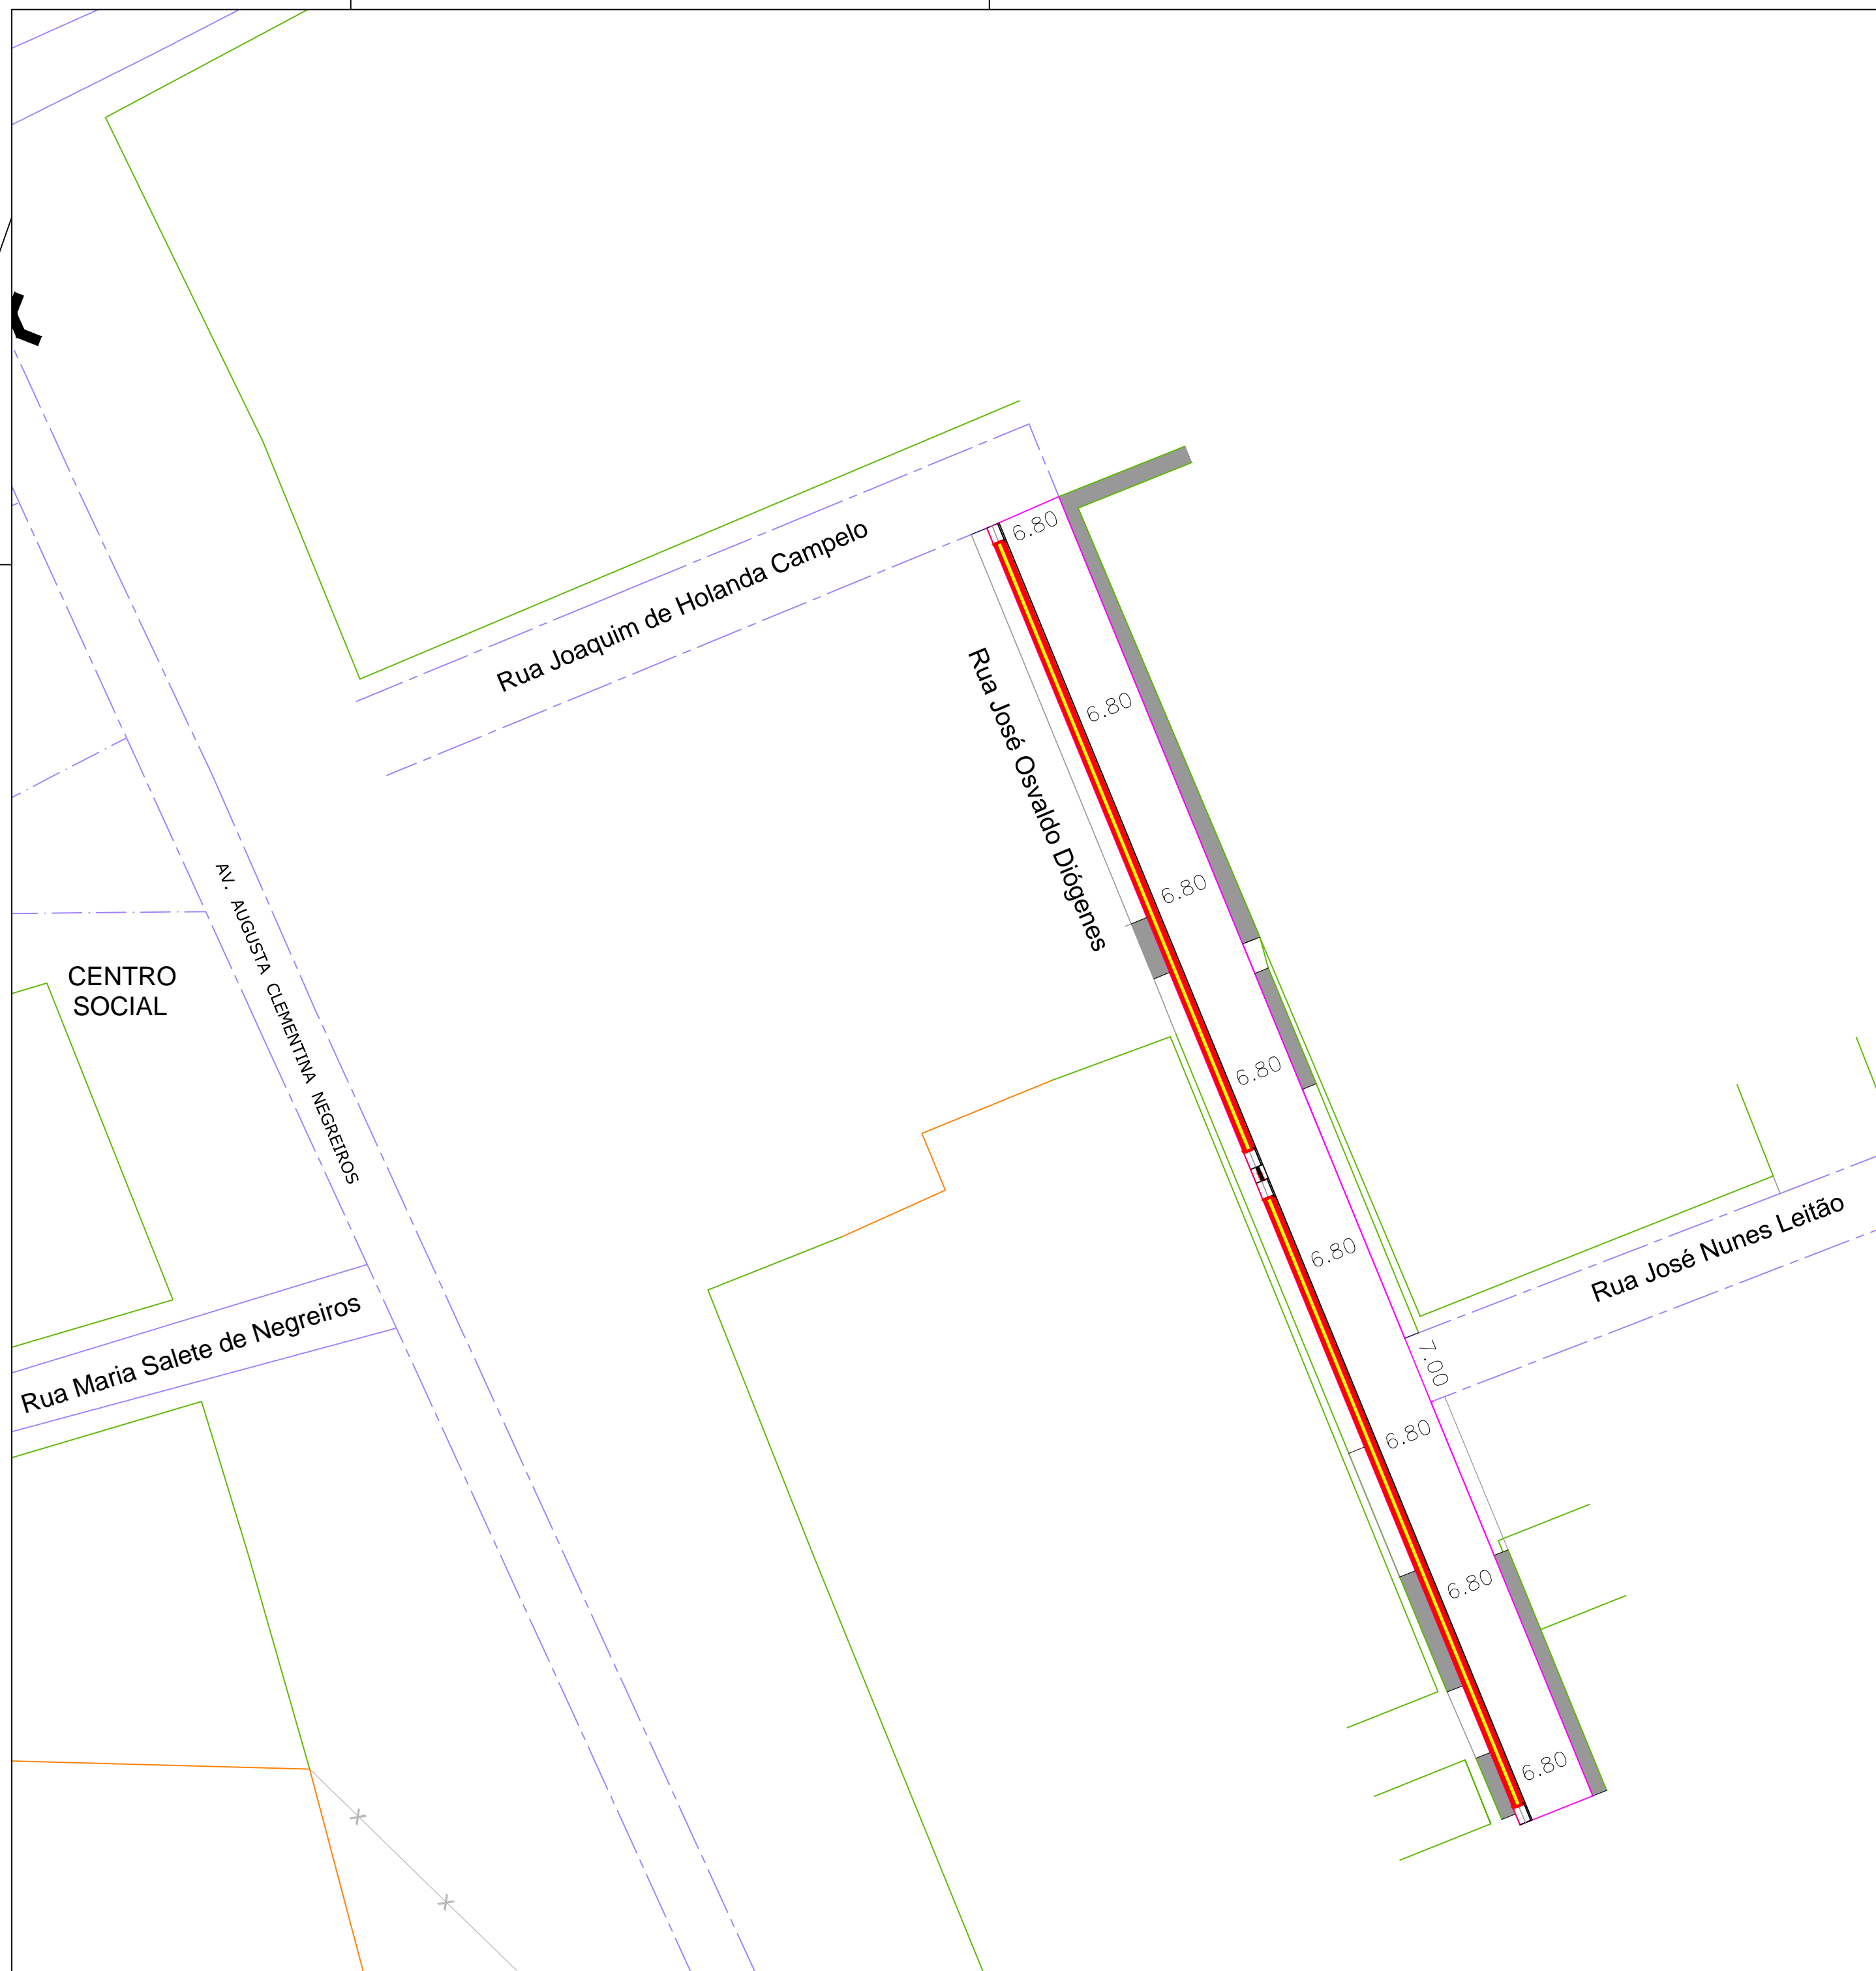 6.80
Rua Joaquim de Holanda Campelo
Rua José Osvaldo Diógenes
6.80
6.80
AV. AUGUSTA CLEMENTINA NEGREIROS
CENTRO
SOCIAL
6.80
6.80
Rua José Nunes Leitão
Rua Maria Salete de Negreiros
7.00
6.80
6.80
6.80